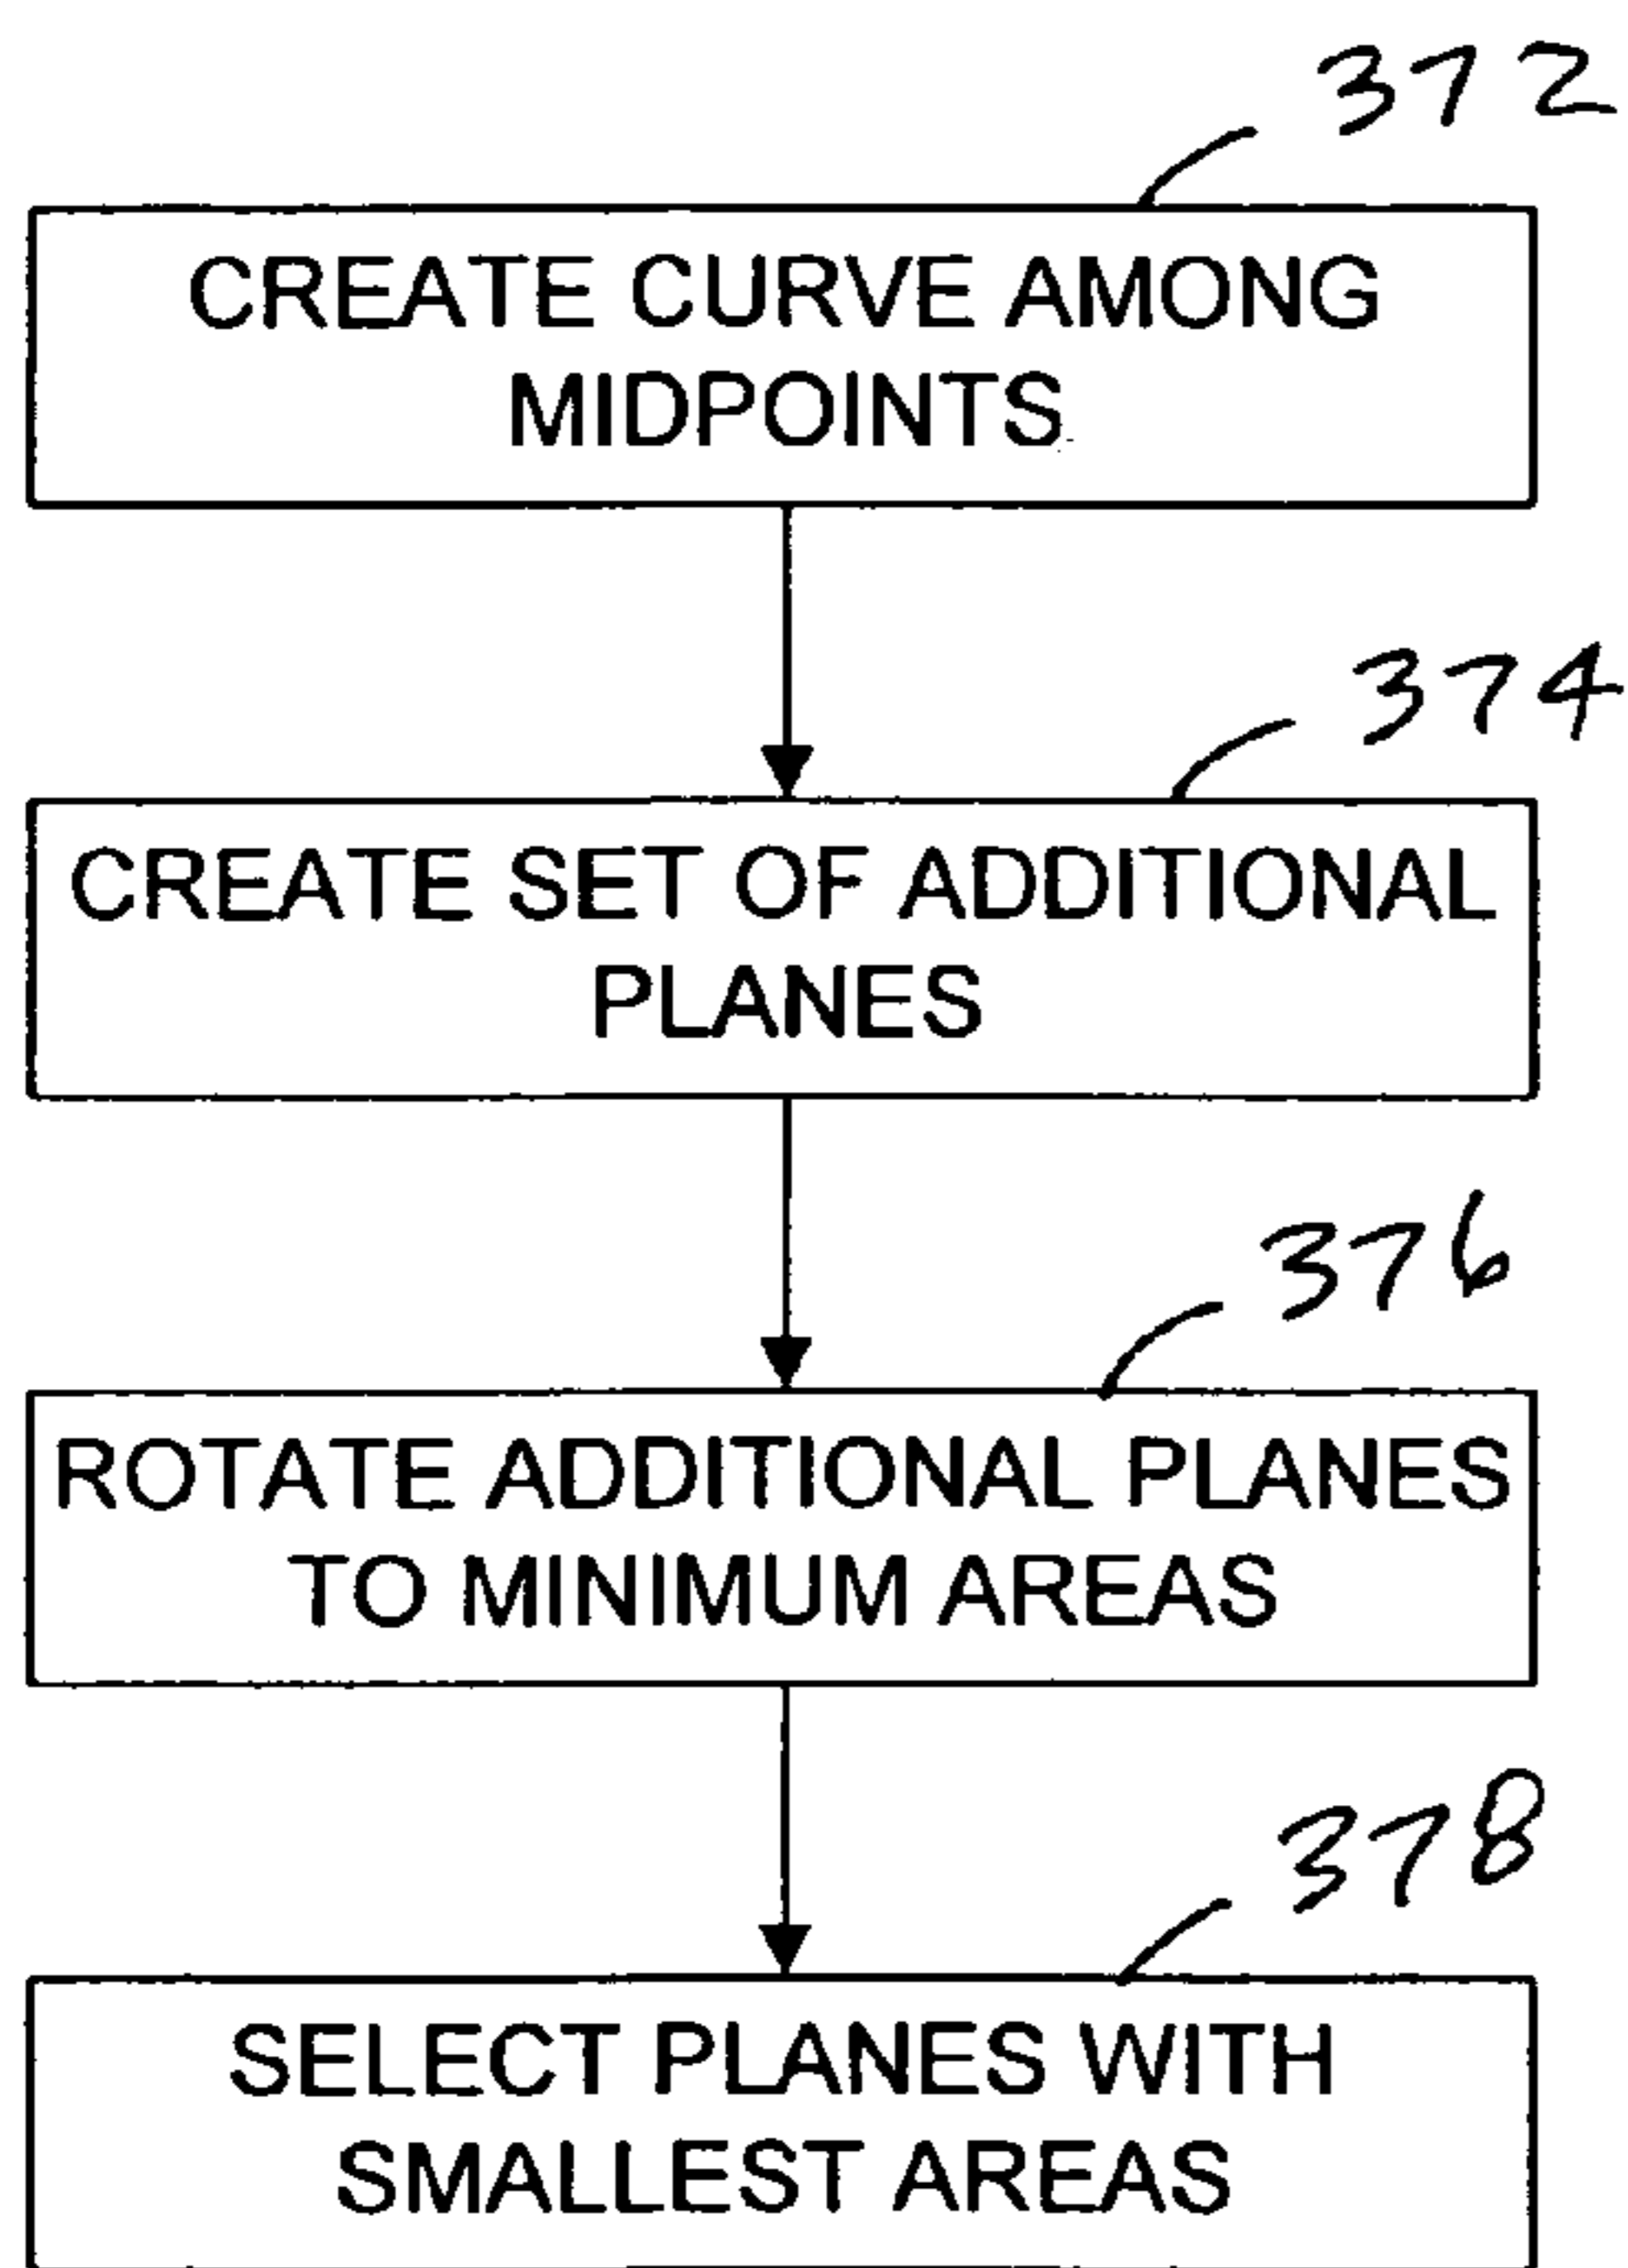 372
CREATE CURVE AMONG
MIDPOINTS
374
CREATE SET OF ADDITIONAL
PLANES
376
ROTATE ADDITIONAL PLANES
TO MINIMUM AREAS
378
SELECT PLANES WITH
SMALLEST AREAS